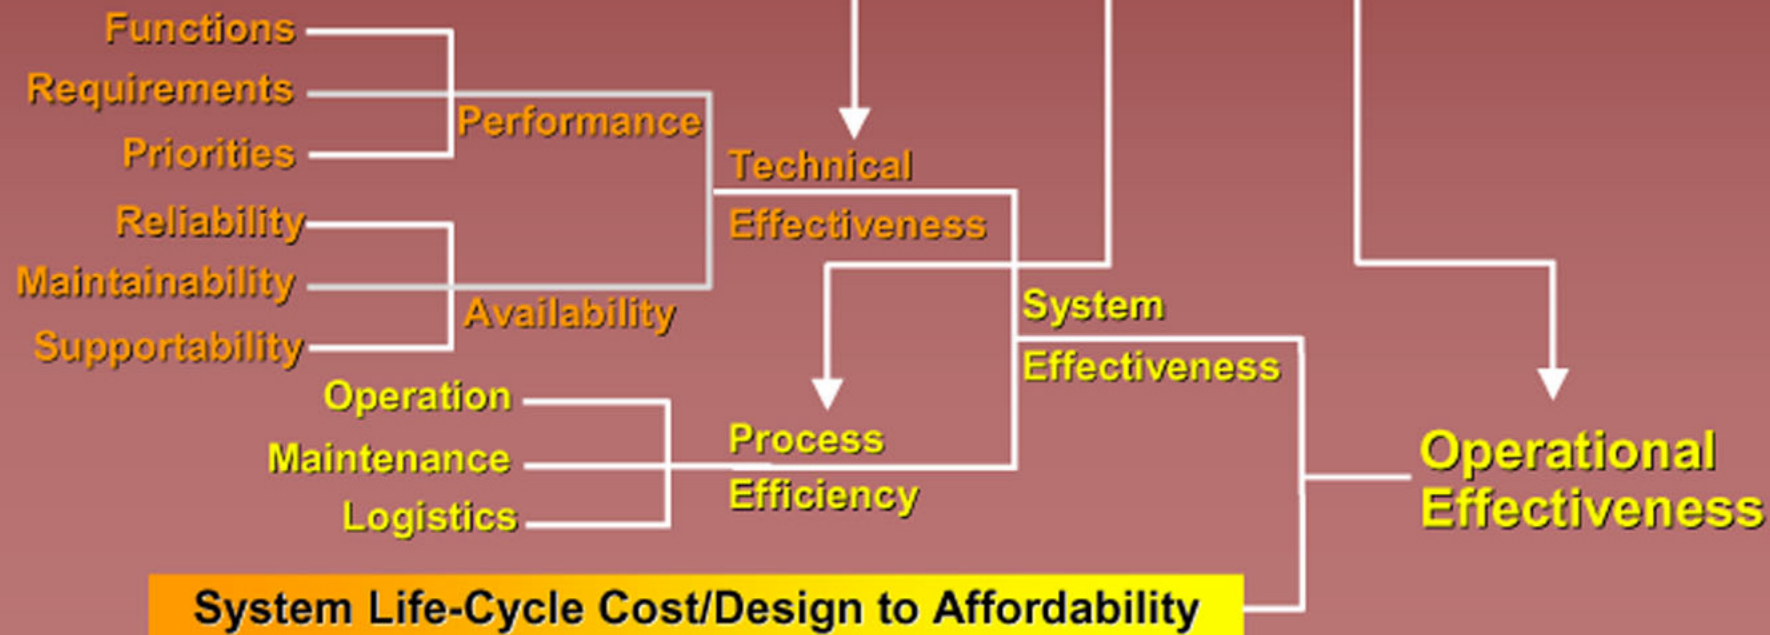 Functions
Requirements
Priorities
Performance
Reliability
Maintainability
Supportability
Availability
Technical
Effectiveness
Operation
Maintenance
Logistics
Process
Efficiency
System
Effectiveness
Operational
Effectiveness
System Life-Cycle Cost/Design to Affordability